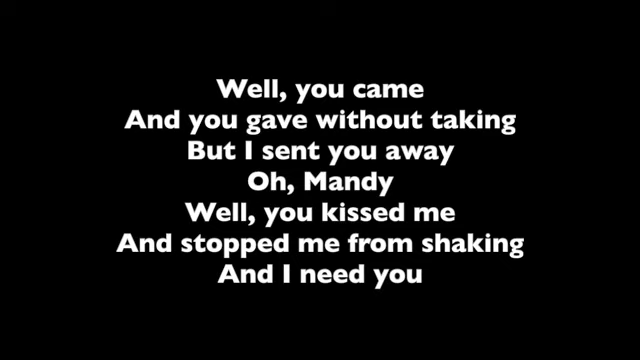 Well, you came
And you gave without taking
But I sent you away
Oh, Mandy
Well, you kissed me
And stopped me from shaking
And I need you